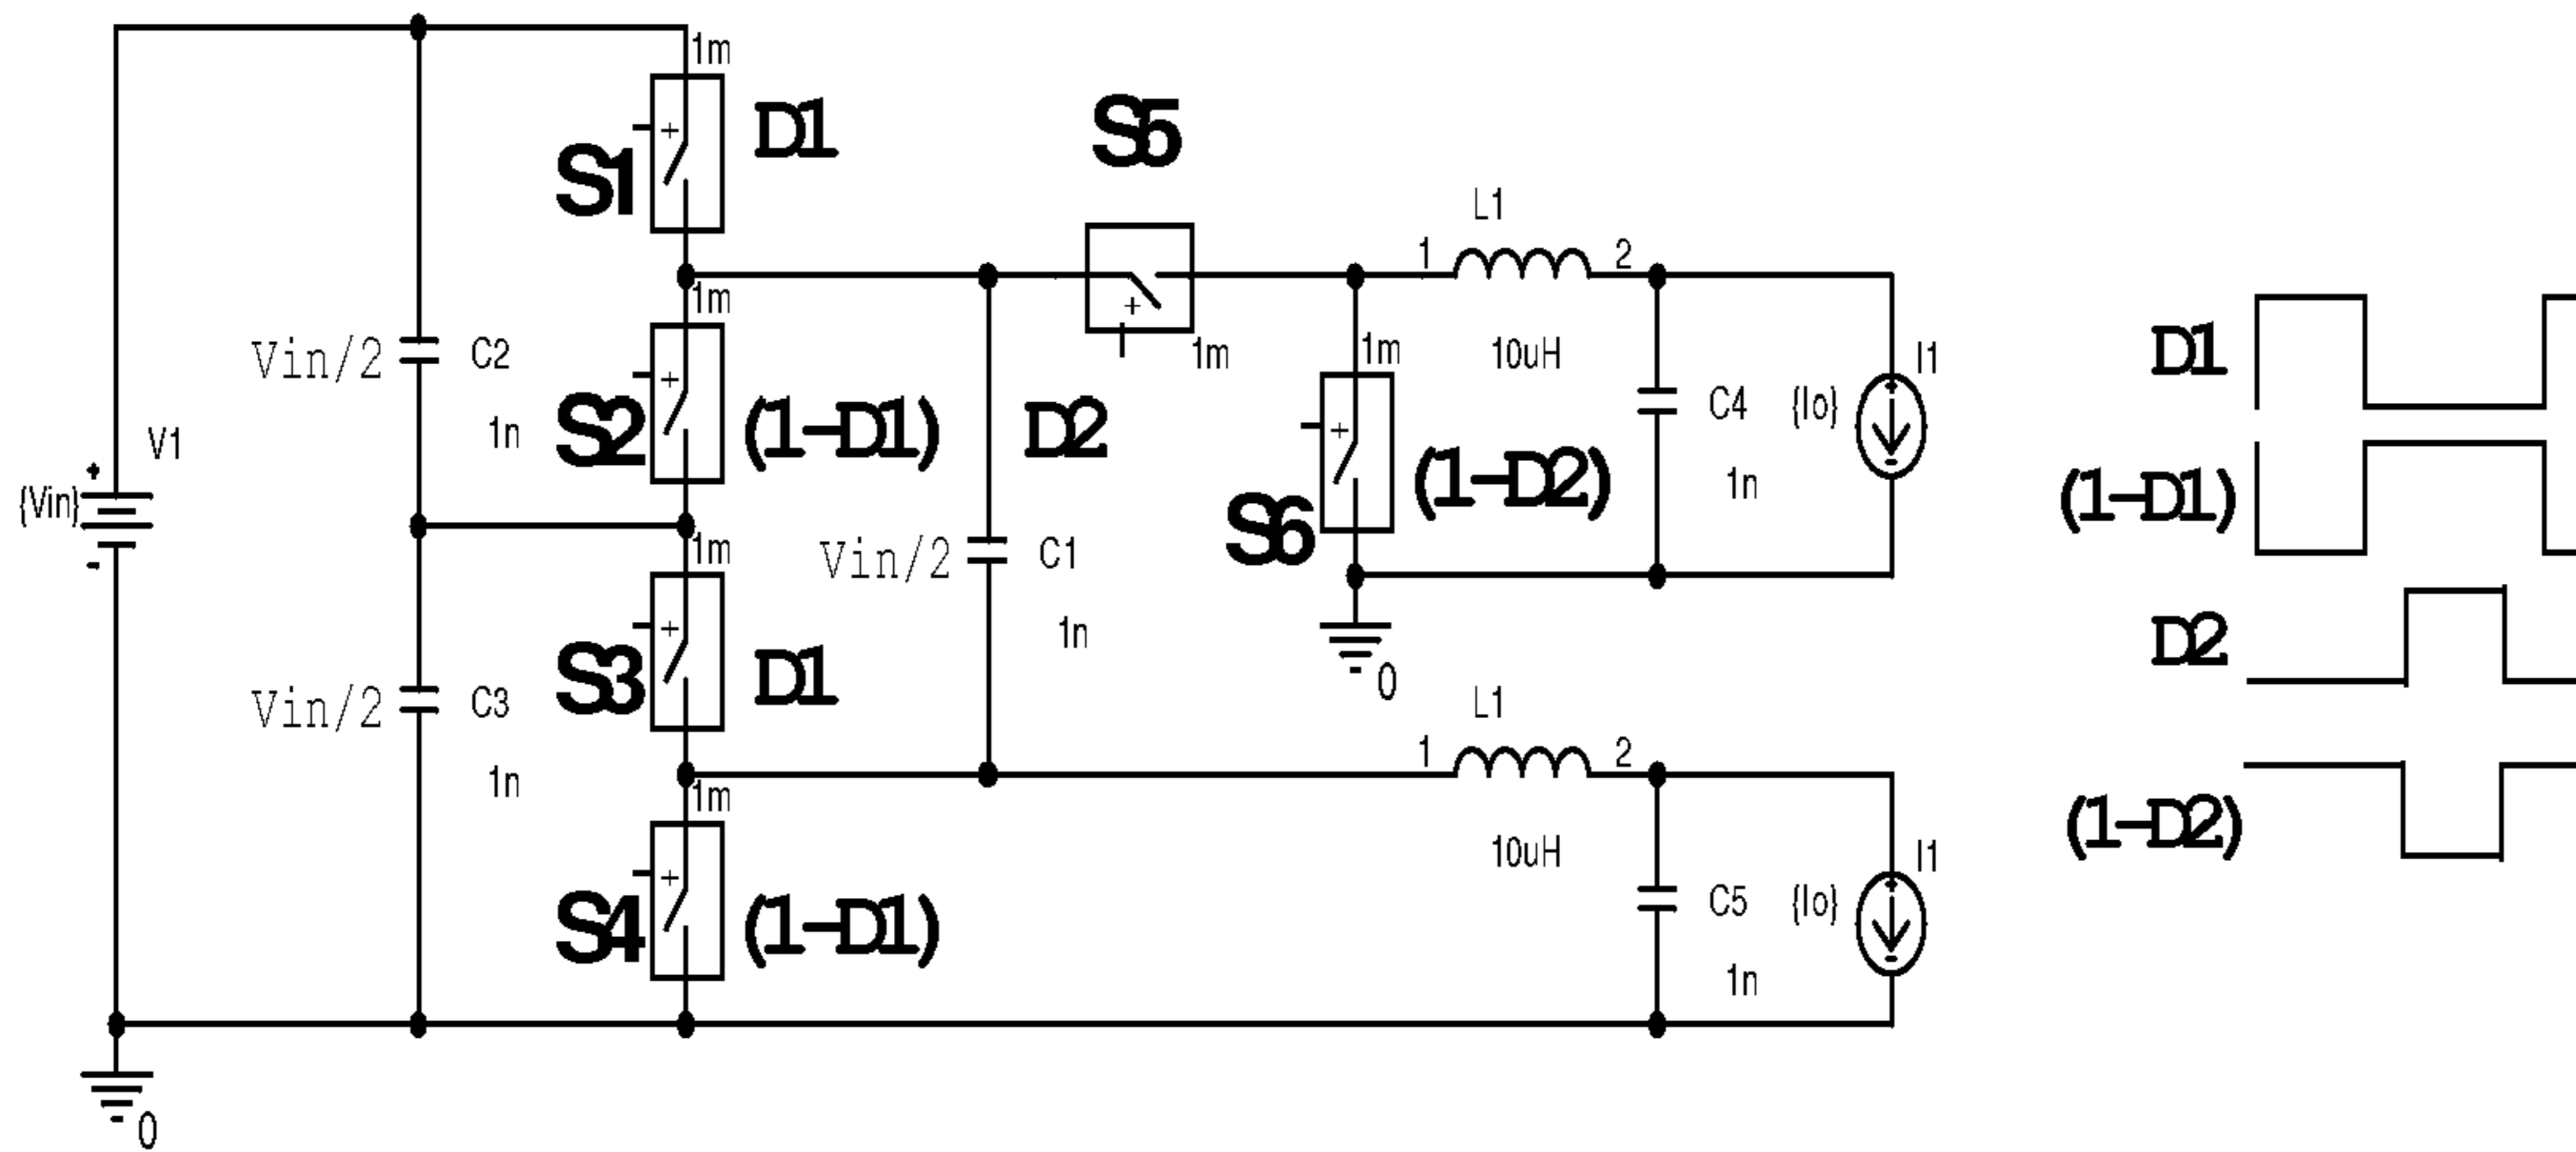 1m
S1
D1
S5
L1
1
2
1m
1m
Vin/2
C2
1n
S2
(1-D1)
D2
1m
10uH
C4
1n
{Io}
I1
D1
V1
+
{Vin}
-
S6
(1-D2)
(1-D1)
1m
Vin/2
C1
1n
0
D2
Vin/2
C3
1n
S3
D1
L1
1
2
1m
10uH
C5
1n
{Io}
I1
(1-D2)
S4
(1-D1)
0